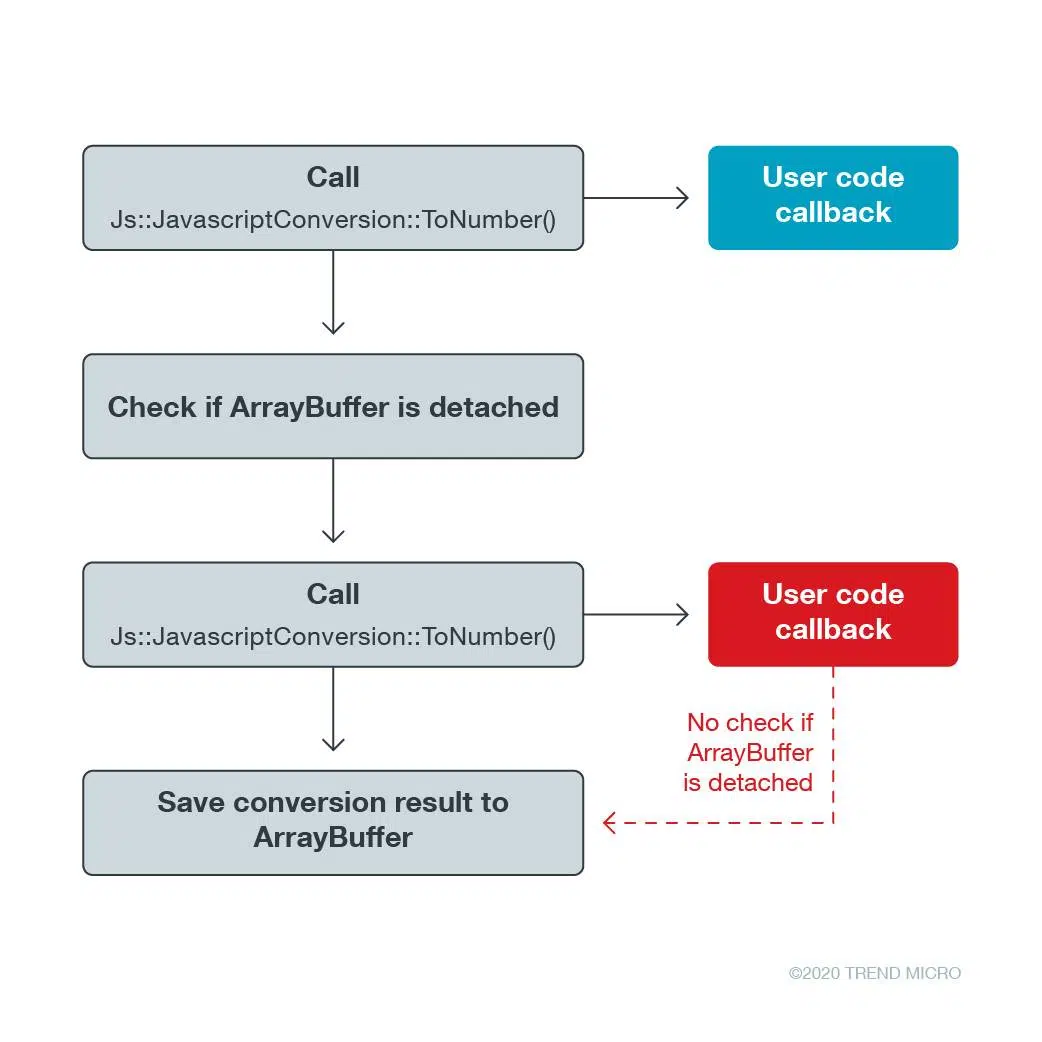 Call
Js::JavascriptConversion::ToNumber()
User code
callback
Check if ArrayBuffer is detached
Call
Js::JavascriptConversion::ToNumber()
User code
callback
No check if
ArrayBuffer
is detached
Save conversion result to
ArrayBuffer
©2020 TREND MICRO